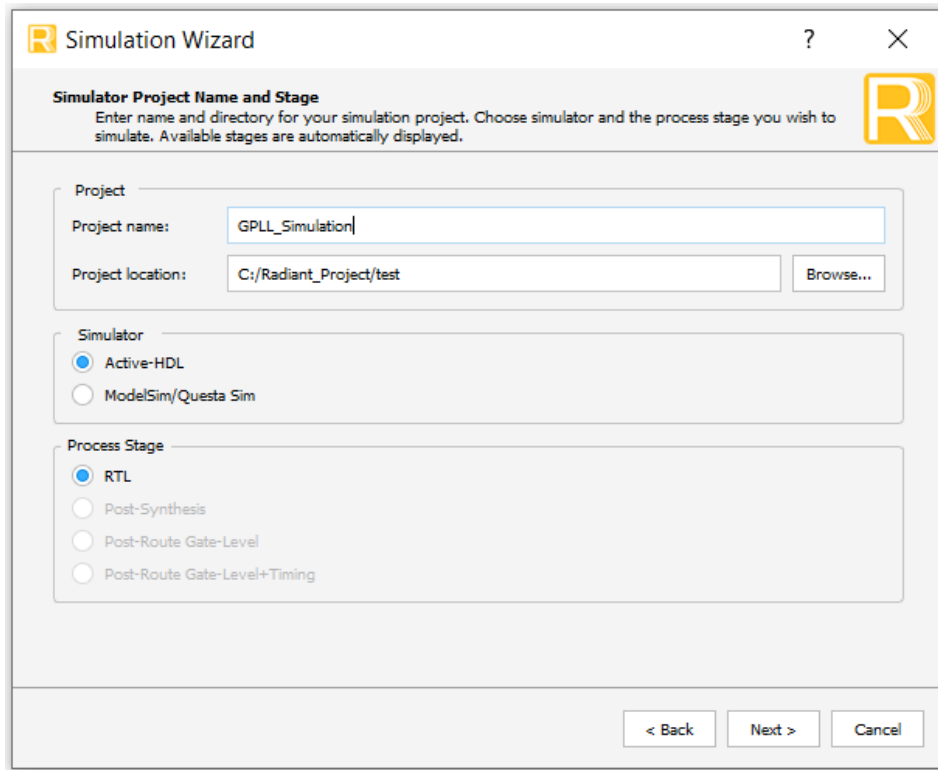 R Simulation Wizard ? ×
Simulator Project Name and Stage
Enter name and directory for your simulation project. Choose simulator and the process stage you wish to
simulate. Available stages are automatically displayed.
R
Project
Project name: GPLL_Simulation
Project location: C:/Radiant_Project/test Browse...
Simulator
Active-HDL
ModelSim/Questa Sim
Process Stage
RTL
Post-Synthesis
Post-Route Gate-Level
Post-Route Gate-Level+Timing
< Back Next > Cancel